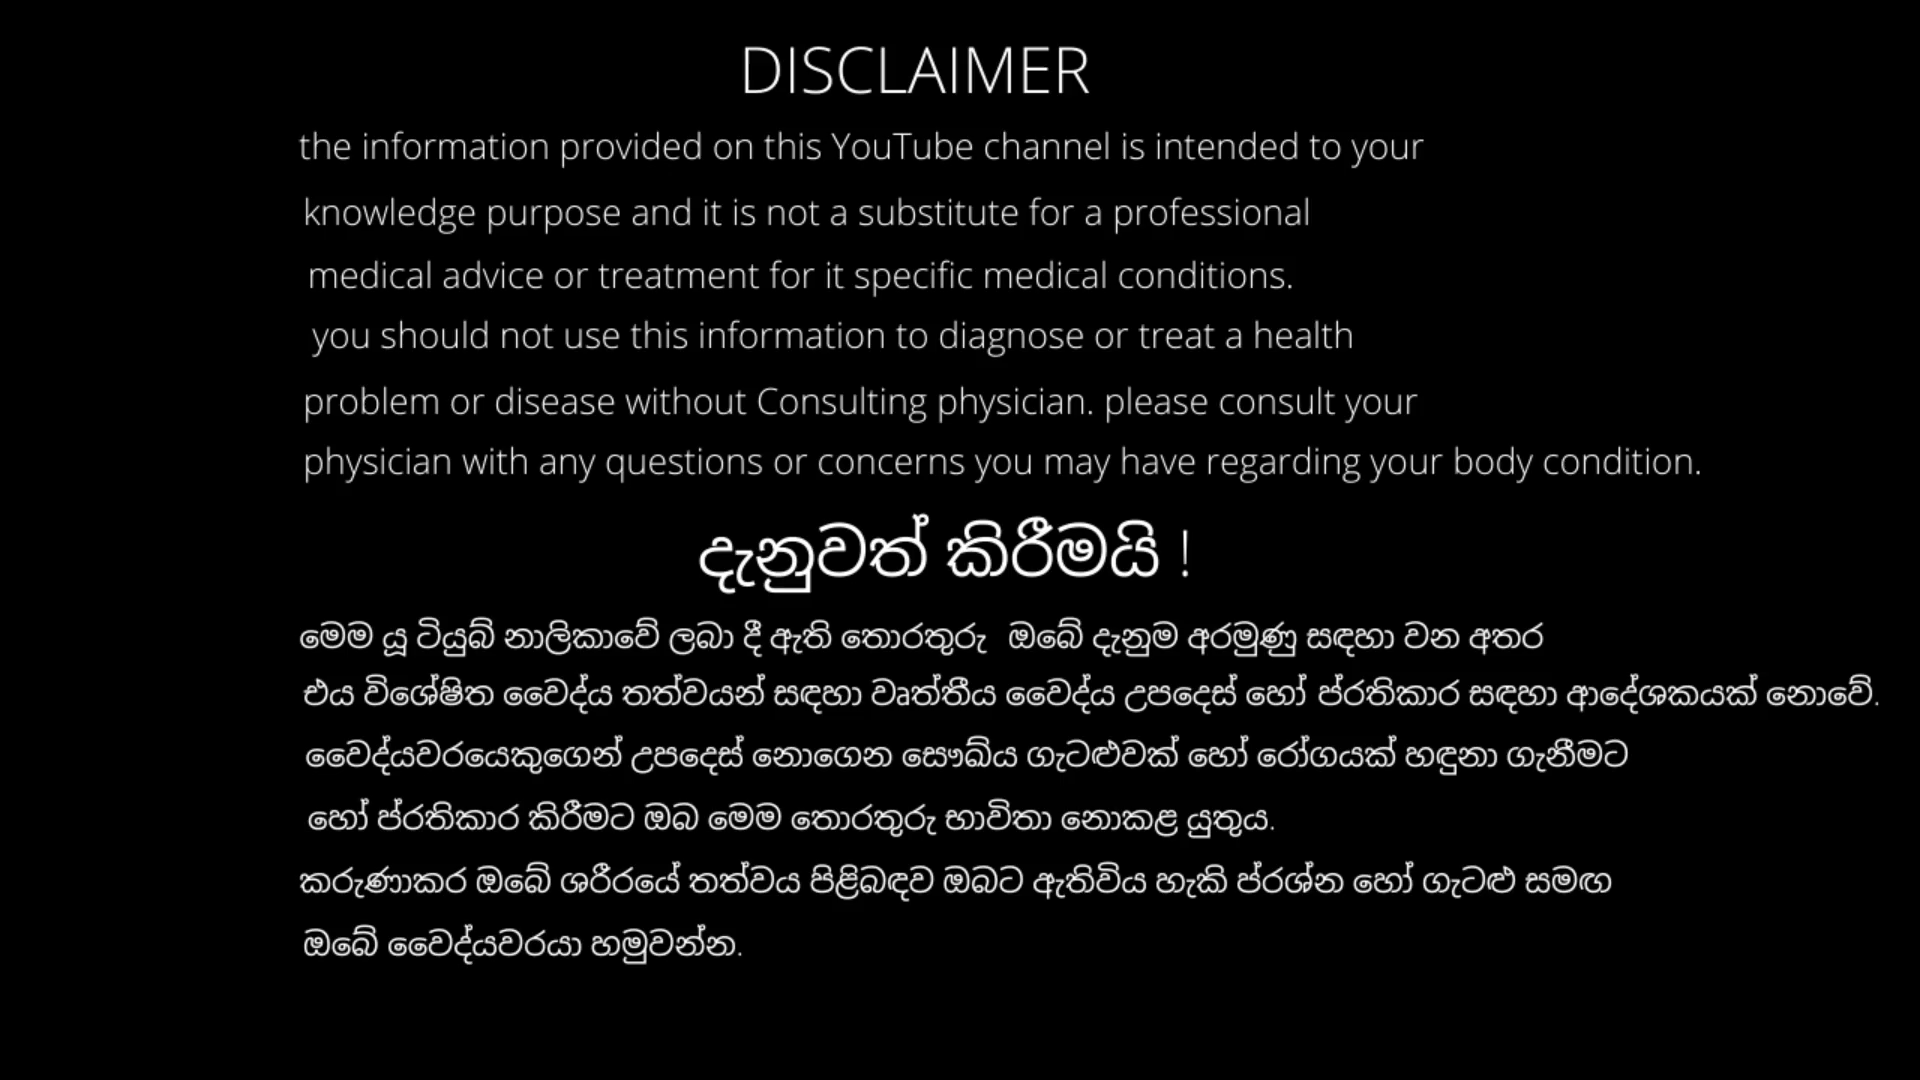 DISCLAIMER
the information provided on this YouTube channel is intended to your
knowledge purpose and it is not a substitute for a professional
medical advice or treatment for it specific medical conditions.
you should not use this information to diagnose or treat a health
problem or disease without Consulting physician. please consult your
physician with any questions or concerns you may have regarding your body condition.
දැනුවත් කිරීමයි !
මෙම යූ ටියුබ් නාලිකාවේ ලබා දී ඇති තොරතුරු ඔබේ දැනුම අරමුණු සඳහා වන අතර
එය විශේෂිත වෛද්ය තත්වයන් සඳහා වෘත්තීය වෛද්ය උපදෙස් හෝ ප්රතිකාර සඳහා ආදේශකයක් නොවේ.
වෛද්යවරයෙකුගෙන් උපදෙස් නොගෙන සෞඛ්ය ගැටළුවක් හෝ රෝගයක් හඳුනා ගැනීමට
හෝ ප්රතිකාර කිරීමට ඔබ මෙම තොරතුරු භාවිතා නොකළ යුතුය.
කරුණාකර ඔබේ ශරීරයේ තත්වය පිළිබඳව ඔබට ඇතිවිය හැකි ප්රශ්න හෝ ගැටළු සමඟ
ඔබේ වෛද්යවරයා හමුවන්න.